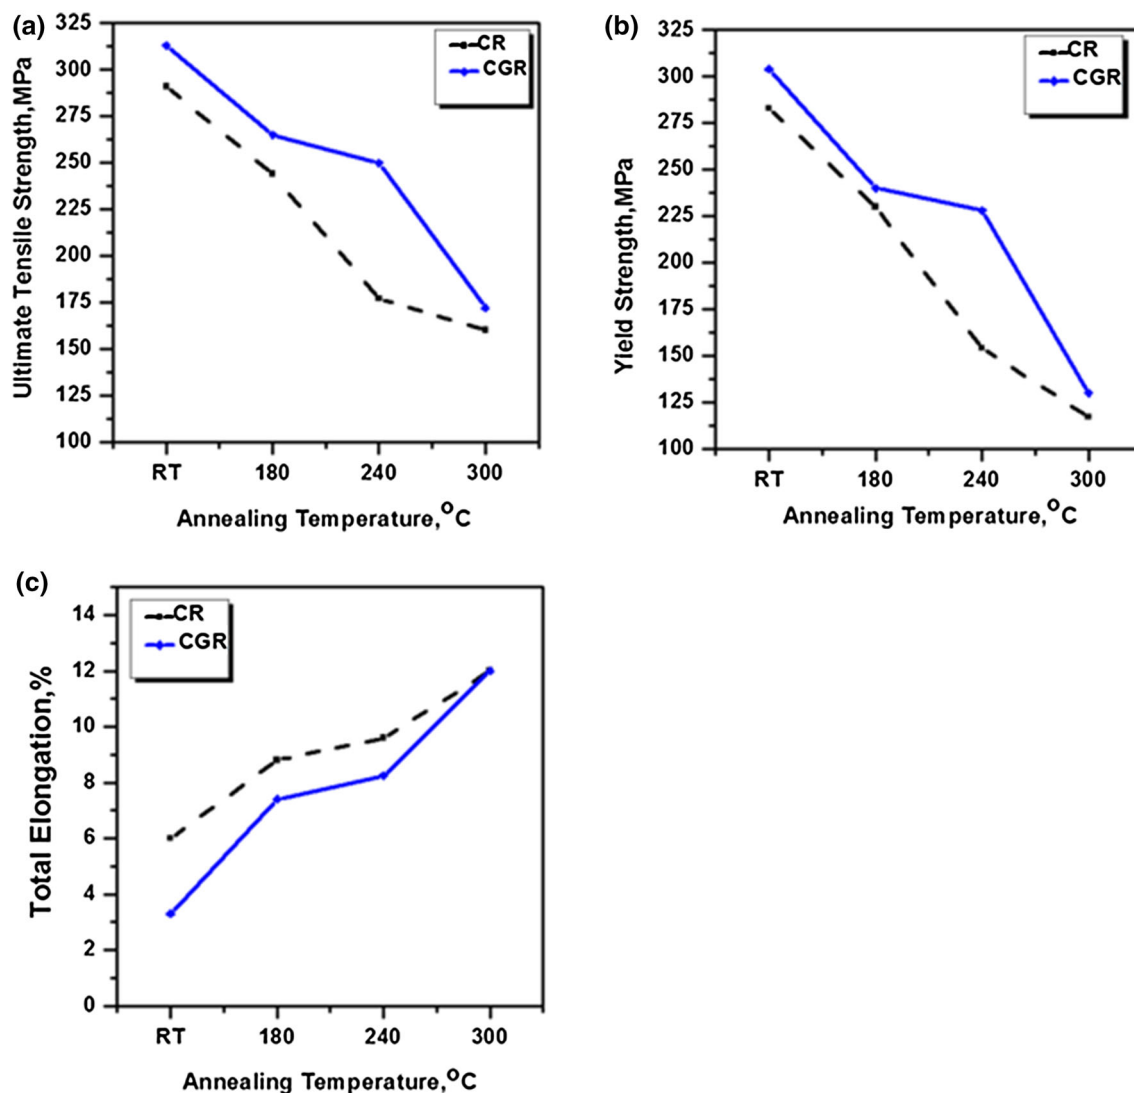 (a)
325
300
275
250
225
200
175
150
125
100
Ultimate Tensile Strength,MPa
CR
CGR
RT 180 240 300
Annealing Temperature,°C
(b)
325
300
275
250
225
200
175
150
125
100
Yield Strength,MPa
CR
CGR
RT 180 240 300
Annealing Temperature,°C
(c)
14
12
10
8
6
4
2
0
Total Elongation,%
CR
CGR
RT 180 240 300
Annealing Temperature,°C